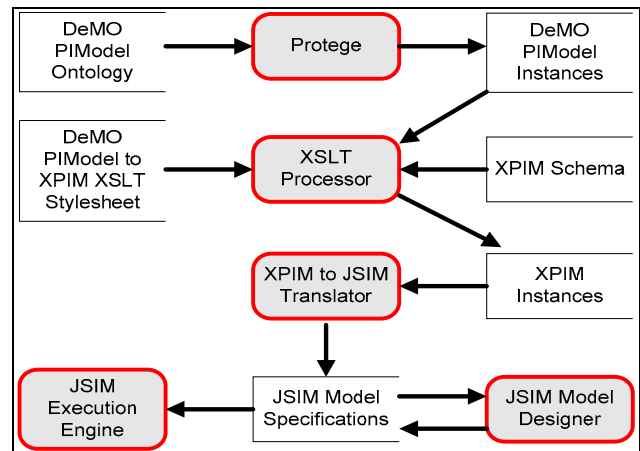 DeMO
PIModel
Ontology
Protege
DeMO
PIModel
Instances
DeMO
PIModel to
XPIM XSLT
Stylesheet
XSLT
Processor
XPIM Schema
XPIM to JSIM
Translator
XPIM
Instances
JSIM
Execution
Engine
JSIM Model
Specifications
JSIM Model
Designer